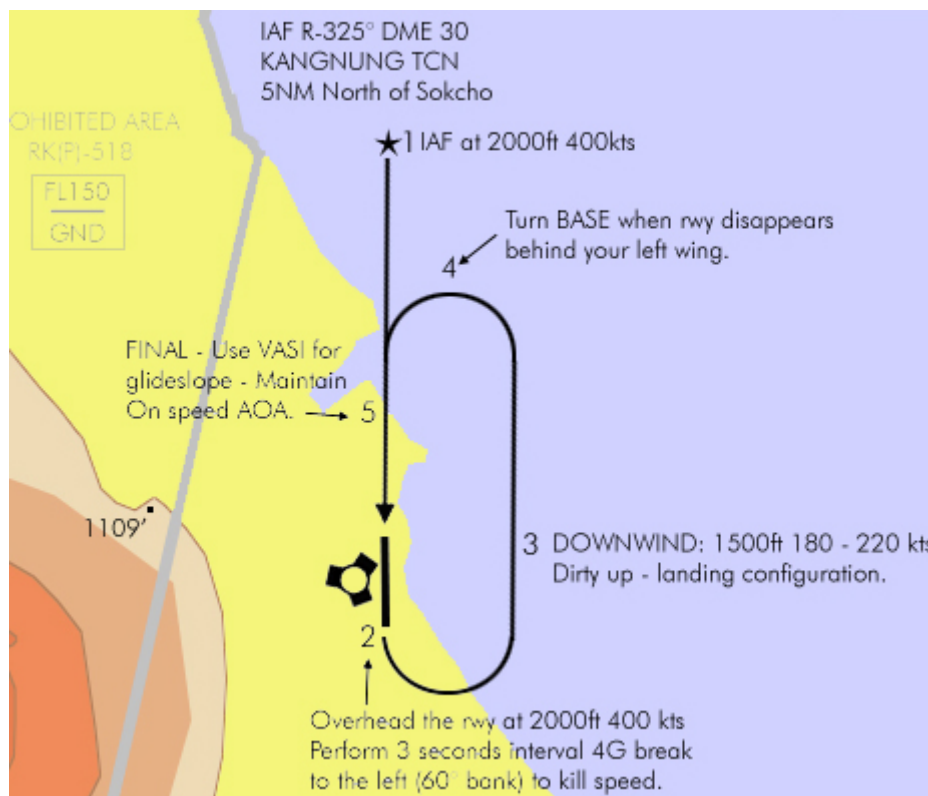 IAF R-325° DME 30
KANGNUNG TCN
5NM North of Sokcho
OHIBITED AREA
RK(P)-518
FL150
GND
1 IAF at 2000ft 400kts
Turn BASE when rwy disappears
behind your left wing.
4
FINAL - Use VASI for
glideslope - Maintain
On speed AOA.
5
1109'
3 DOWNWIND: 1500ft 180 - 220 kts
Dirty up - landing configuration.
2
Overhead the rwy at 2000ft 400 kts
Perform 3 seconds interval 4G break
to the left (60° bank) to kill speed.